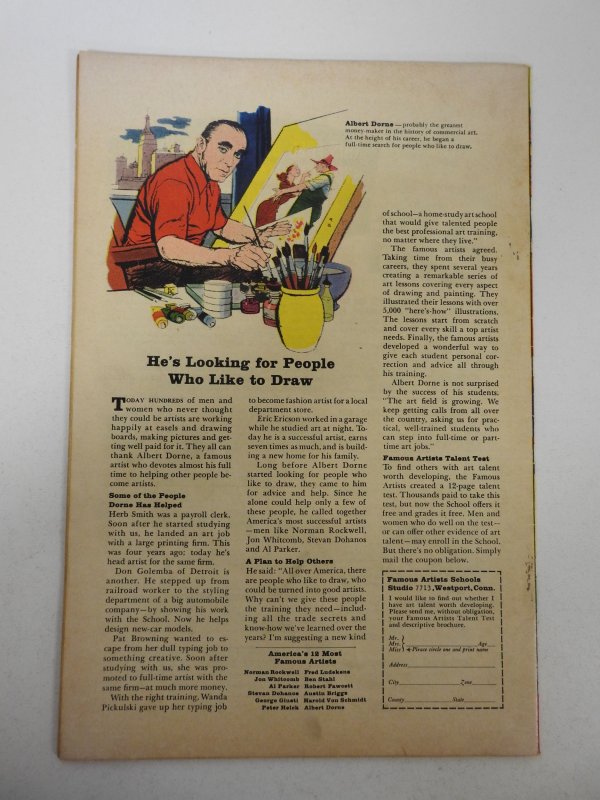 Albert Dorne—probably the greatest
money-maker in the history of commercial art.
At the height of his career, he began a
full-time search for people who like to draw.
He's Looking for People
Who Like to Draw
TODAY HUNDREDS of men and
women who never thought
they could be artists are working
happily at easels and drawing
boards, making pictures and get-
ting well paid for it. They all can
thank Albert Dorne, a famous
artist who devotes almost his full
time to helping other people be-
come artists.
Some of the People
Dorne Has Helped
Herb Smith was a payroll clerk.
Soon after he started studying
with us, he landed an art job
with a large printing firm. This
was four years ago: today he's
head artist for the same firm.
Don Golemba of Detroit is
another. He stepped up from
railroad worker to the styling
department of a big automobile
company—by showing his work
with the School. Now he helps
design new-car models.
Pat Browning wanted to es-
cape from her dull typing job to
something creative. Soon after
studying with us, she was pro-
moted to full-time artist with the
same firm—at much more money.
With the right training, Wanda
Pickulski gave up her typing job
to become fashion artist for a local
department store.
Eric Ericson worked in a garage
while he studied art at night. To-
day he is a successful artist, earns
seven times as much, and is build-
ing a new home for his family.
Long before Albert Dorne
started looking for people who
like to draw, they came to him
for advice and help. Since he
alone could help only a few of
these people, he called together
America's most successful artists
—men like Norman Rockwell,
Jon Whitcomb, Stevan Dohanos
and Al Parker.
A Plan to Help Others
He said: "All over America, there
are people who like to draw, who
could be turned into good artists.
Why can't we give these people
the training they need—includ-
ing all the trade secrets and
know-how we've learned over the
years? I'm suggesting a new kind
America's 12 Most
Famous Artists
Norman Rockwell Fred Ludekens
Jon Whitcomb Ben Stahl
Al Parker Robert Fawcett
Stevan Dohanos Austin Briggs
George Giusti Harold Von Schmidt
Peter Helck Albert Dorne
of school—a home-study art school
that would give talented people
the best professional art training,
no matter where they live."
The famous artists agreed.
Taking time from their busy
careers, they spent several years
creating a remarkable series of
art lessons covering every aspect
of drawing and painting. They
illustrated their lessons with over
5,000 "here's-how" illustrations.
The lessons start from scratch
and cover every skill a top artist
needs. Finally, the famous artists
developed a wonderful way to
give each student personal cor-
rection and advice all through
his training.
Albert Dorne is not surprised
by the success of his students.
"The art field is growing. We
keep getting calls from all over
the country, asking us for prac-
tical, well-trained students who
can step into full-time or part-
time art jobs."
Famous Artists Talent Test
To find others with art talent
worth developing, the Famous
Artists created a 12-page talent
test. Thousands paid to take this
test, but now the School offers it
free and grades it free. Men and
women who do well on the test—
or can offer other evidence of art
talent—may enroll in the School.
But there's no obligation. Simply
mail the coupon below.
Famous Artists Schools
Studio 7713, Westport, Conn.
I would like to find out whether I
have art talent worth developing.
Please send me, without obligation,
your Famous Artists Talent Test
and descriptive brochure.
Mr.
Mrs. Age
Miss Please circle one and print name
Address
City Zone
County State